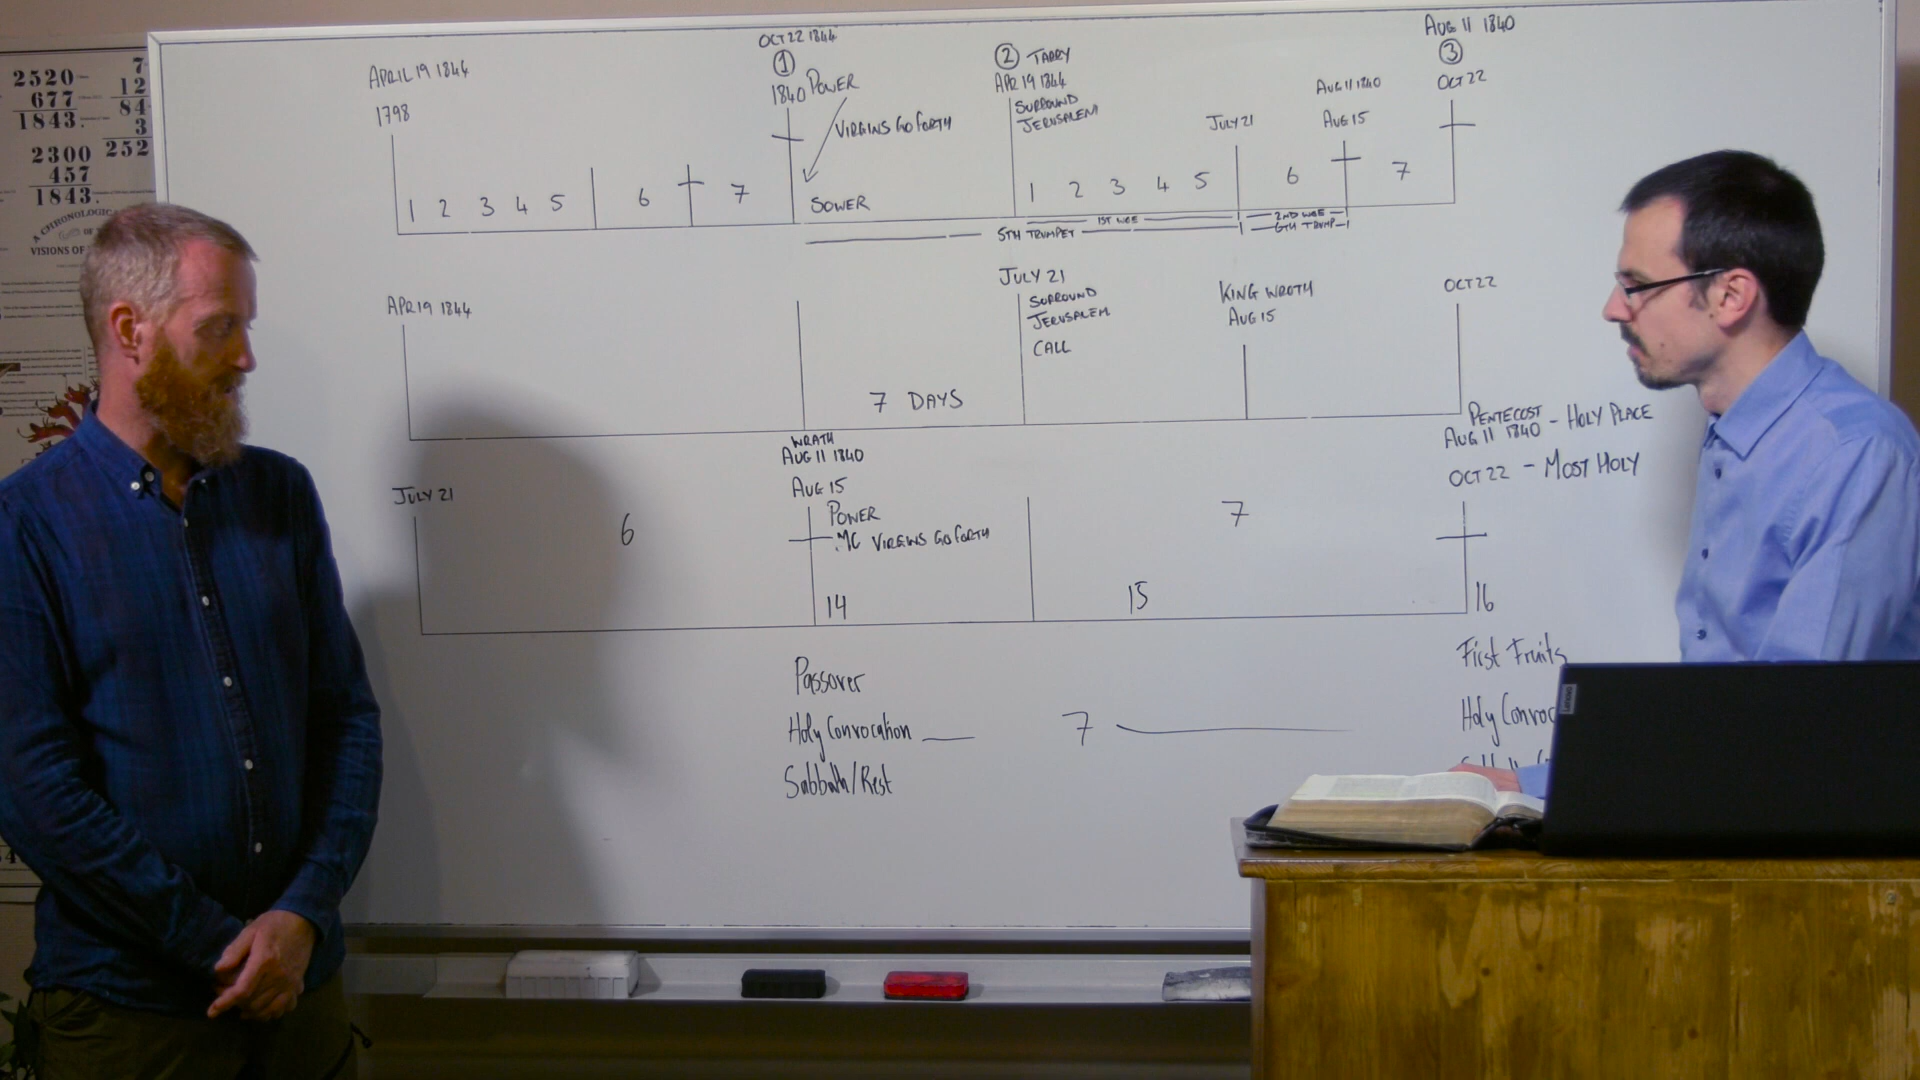 2520
677
1843.
2300
457
1843.
7
12
84
3
252
A CHRONOLOGIC
OF
VISIONS OF
APRIL 19 1844
1798
1 2 3 4 5 6 7
OCT 22 1844
1
1840 POWER
VIRGINS GO FORTH
SOWER
2 TARRY
APR 19 1844
SURROUND
JERUSALEM
1 2 3 4 5 6 7
JULY 21
AUG 11 1840
AUG 15
AUG 11 1840
3
OCT 22
1ST WOE
5TH TRUMPET
2ND WOE
6TH TRUMP
APR 19 1844
7 DAYS
JULY 21
SURROUND
JERUSALEM
CALL
KING WROTH
AUG 15
OCT 22
JULY 21
6
WRATH
AUG 11 1840
AUG 15
POWER
MC VIRGINS GO FORTH
14
7
15
PENTECOST
AUG 11 1840 - HOLY PLACE
OCT 22 - MOST HOLY
16
Passover
Holy Convocation
7
Sabbath/Rest
First Fruits
Holy Convoc
Lenovo